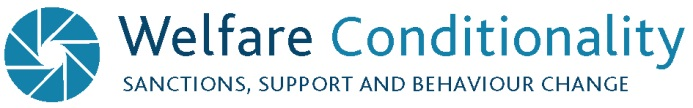 Welfare Conditionality
SANCTIONS, SUPPORT AND BEHAVIOUR CHANGE